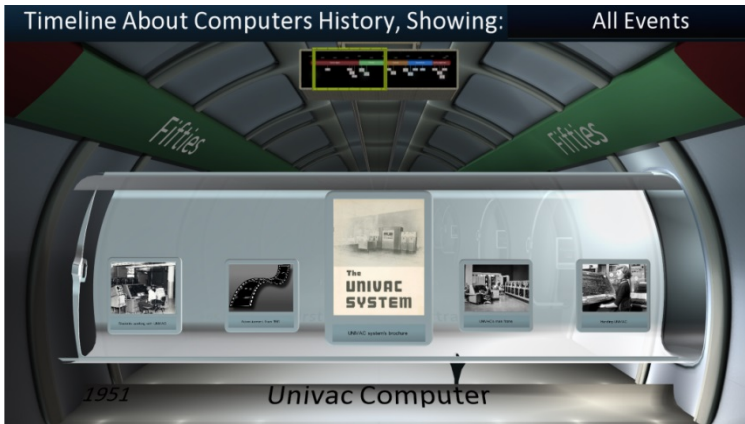 Timeline About Computers History, Showing:
All Events
Fifties
Fifties
The
UNIVAC
SYSTEM
UNIVAC systems brochure
1951
Univac Computer